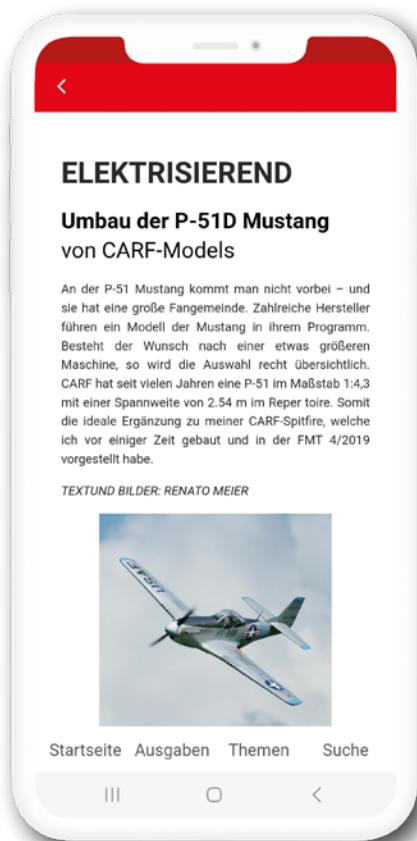 ELEKTRISIEREND
Umbau der P-51D Mustang
von CARF-Models
An der P-51 Mustang kommt man nicht vorbei – und
sie hat eine große Fangemeinde. Zahlreiche Hersteller
führen ein Modell der Mustang in ihrem Programm.
Besteht der Wunsch nach einer etwas größeren
Maschine, so wird die Auswahl recht übersichtlich.
CARF hat seit vielen Jahren eine P-51 im Maßstab 1:4,3
mit einer Spannweite von 2.54 m im Reper toire. Somit
die ideale Ergänzung zu meiner CARF-Spitfire, welche
ich vor einiger Zeit gebaut und in der FMT 4/2019
vorgestellt habe.
TEXTUND BILDER: RENATO MEIER
USAF
Startseite Ausgaben Themen Suche